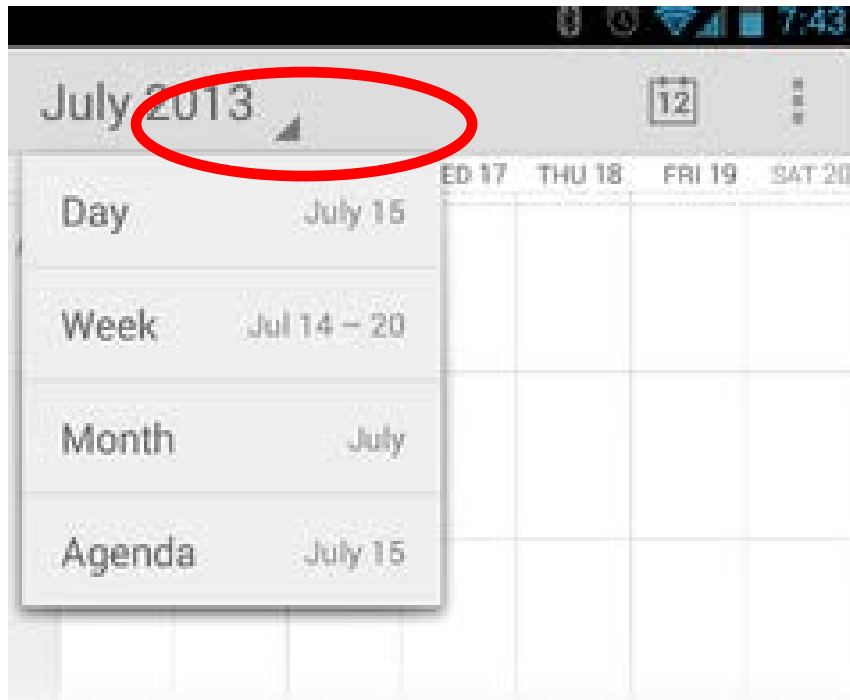 7:43
July 2013
12
ED 17 THU 18 FRI 19 SAT 20
Day July 15
Week Jul 14 – 20
Month July
Agenda July 15